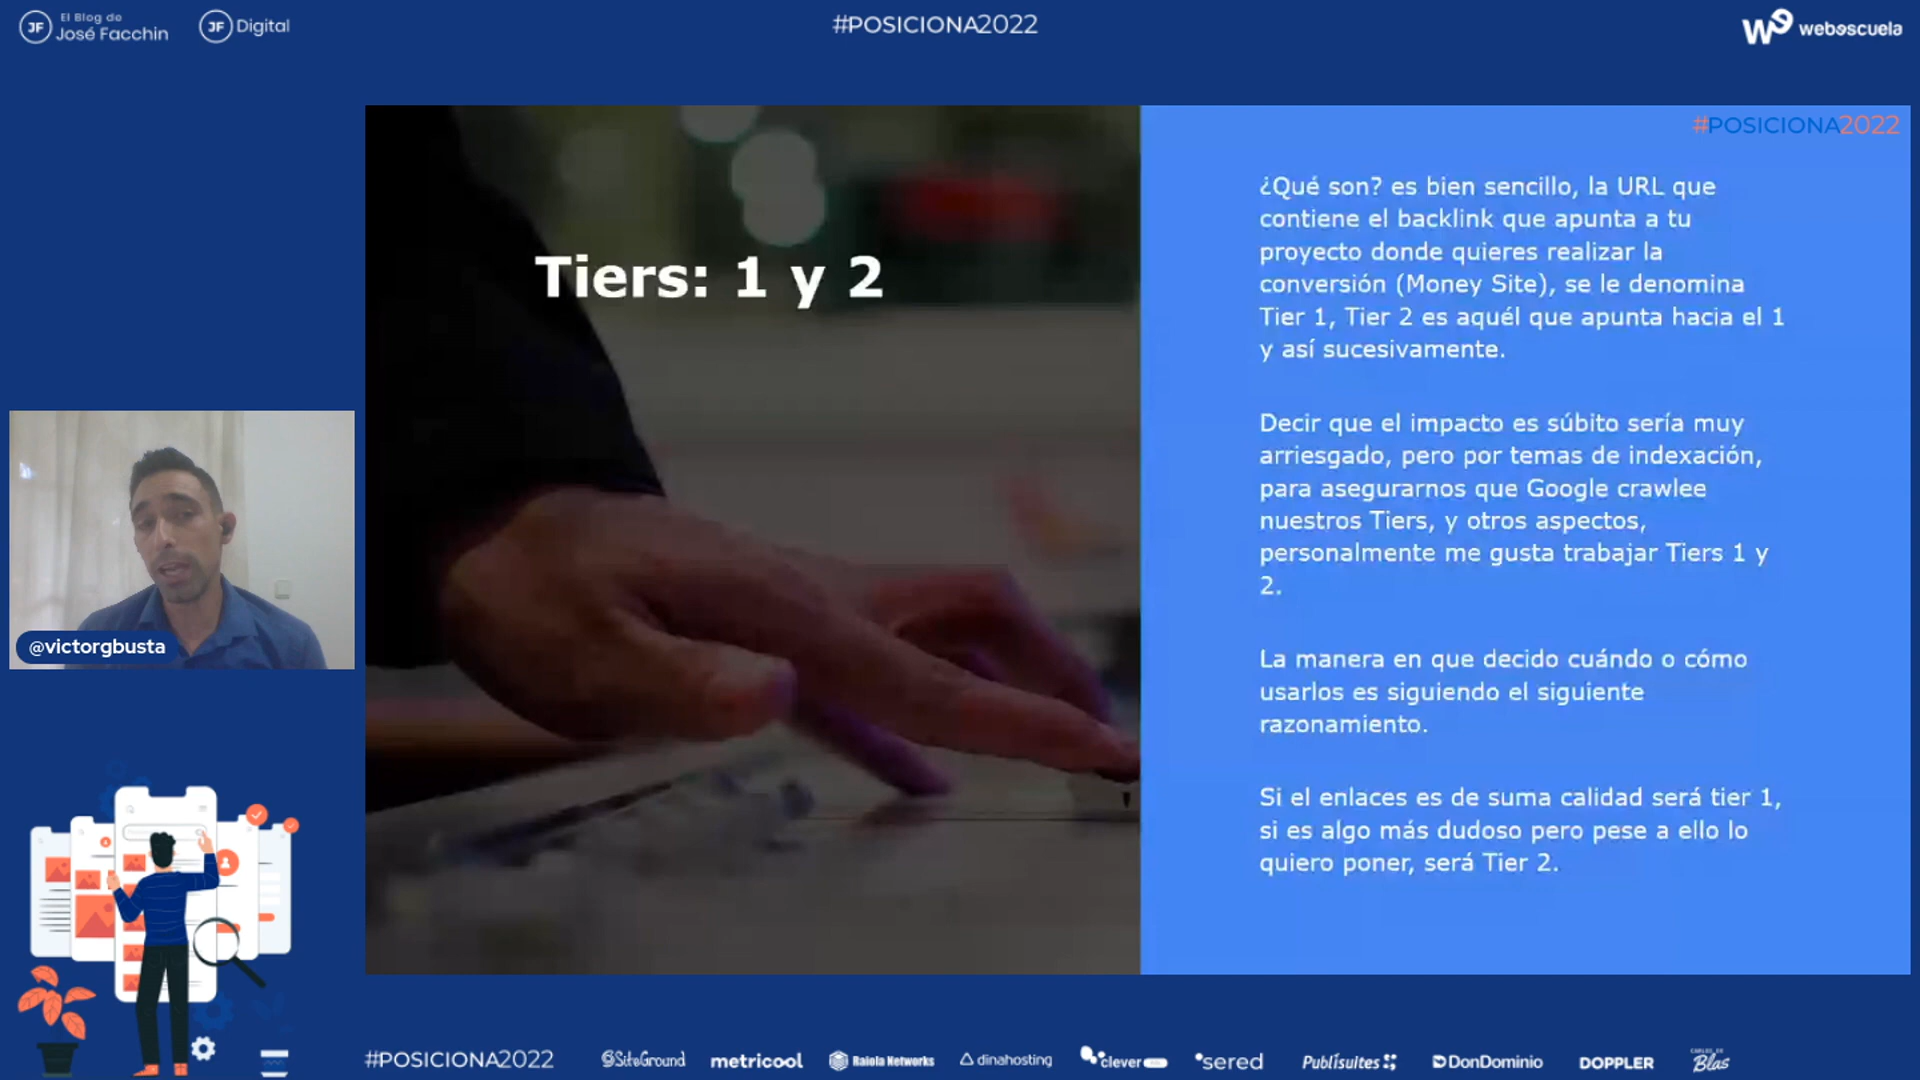 El Blog de
José Facchin
JF
JF Digital
#POSICIONA2022
webescuela
#POSICIONA2022
Tiers: 1 y 2
¿Qué son? es bien sencillo, la URL que
contiene el backlink que apunta a tu
proyecto donde quieres realizar la
conversión (Money Site), se le denomina
Tier 1, Tier 2 es aquél que apunta hacia el 1
y así sucesivamente.
Decir que el impacto es súbito sería muy
arriesgado, pero por temas de indexación,
para asegurarnos que Google crawlee
nuestros Tiers, y otros aspectos,
personalmente me gusta trabajar Tiers 1 y
2.
La manera en que decido cuándo o cómo
usarlos es siguiendo el siguiente
razonamiento.
Si el enlaces es de suma calidad será tier 1,
si es algo más dudoso pero pese a ello lo
quiero poner, será Tier 2.
@victorgbusta
#POSICIONA2022
SiteGround
metricool
Raiola Networks
dinahosting
clever
sered
Publisuites
DonDominio
DOPPLER
CARLOS DE Blas